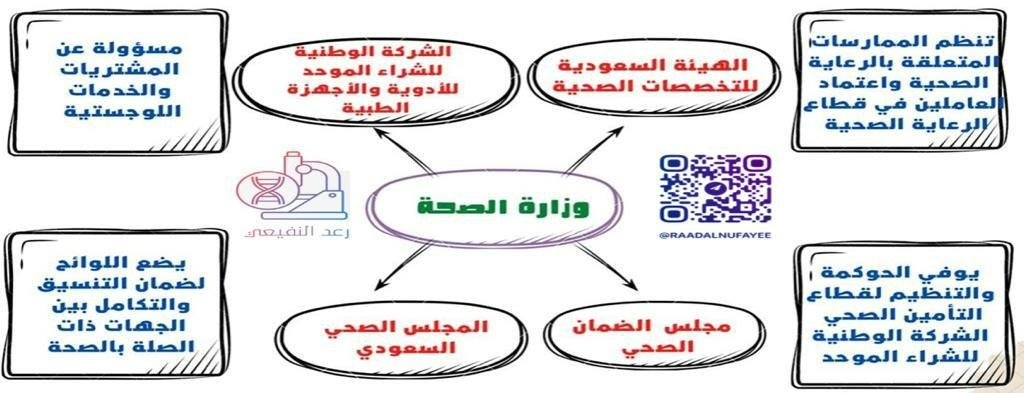 تنظم الممارسات
المتعلقة بالرعاية
الصحية واعتماد
العاملين في قطاع
الرعاية الصحية
الهيئة السعودية
للتخصصات الصحية
الشركة الوطنية
للشراء الموحد
للأدوية والأجهزة
الطبية
مسؤولة عن
المشتريات
والخدمات
اللوجستية
@RAADALNUFAYEE
وزارة الصحة
رعد النفيعي
يوفي الحوكمة
والتنظيم لقطاع
التأمين الصحي
الشركة الوطنية
للشراء الموحد
مجلس الضمان
الصحي
المجلس الصحي
السعودي
يضع اللوائح
لضمان التنسيق
والتكامل بين
الجهات ذات
الصلة بالصحة